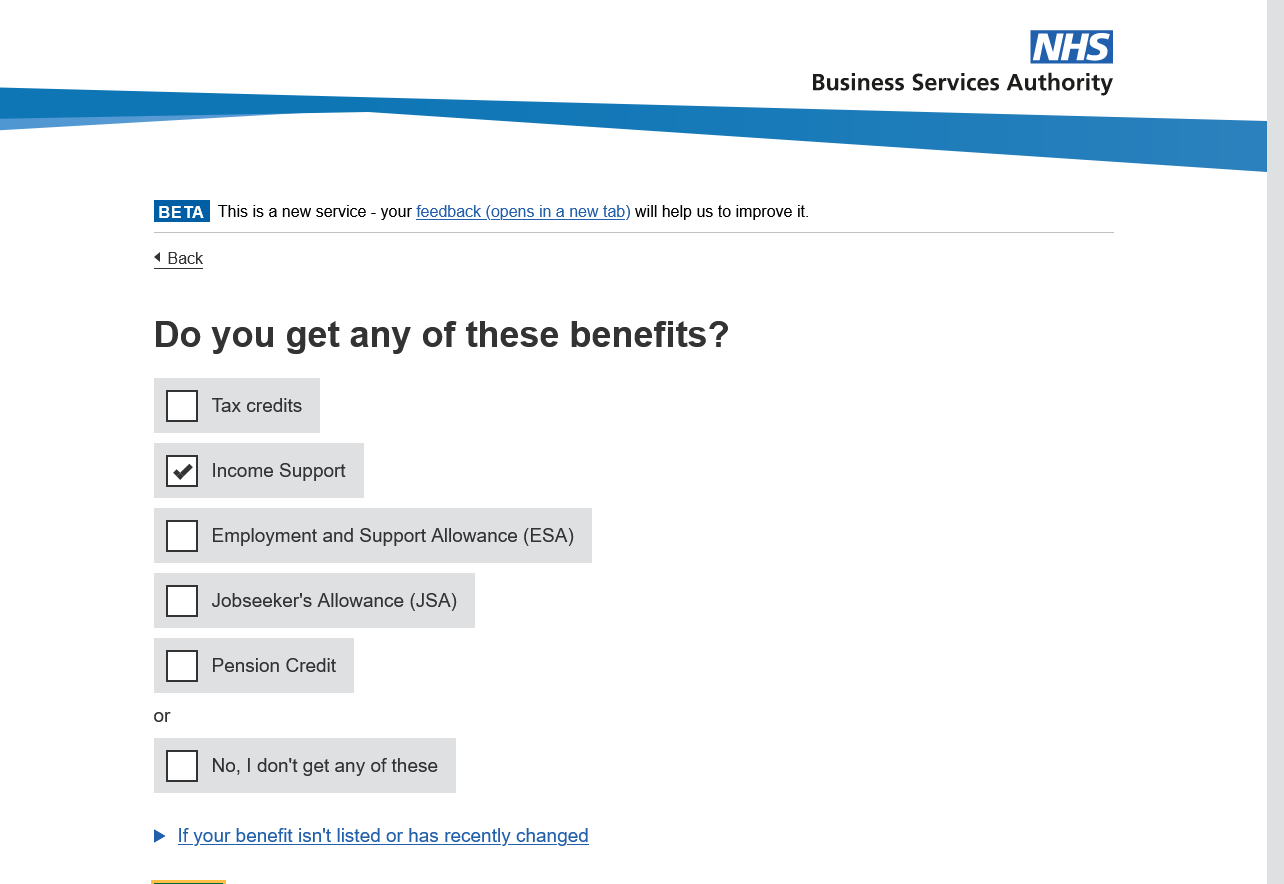 NHS
Business Services Authority
BETA This is a new service - your feedback (opens in a new tab) will help us to improve it.
Back
Do you get any of these benefits?
Tax credits
Income Support
Employment and Support Allowance (ESA)
Jobseeker's Allowance (JSA)
Pension Credit
or
No, I don't get any of these
If your benefit isn't listed or has recently changed